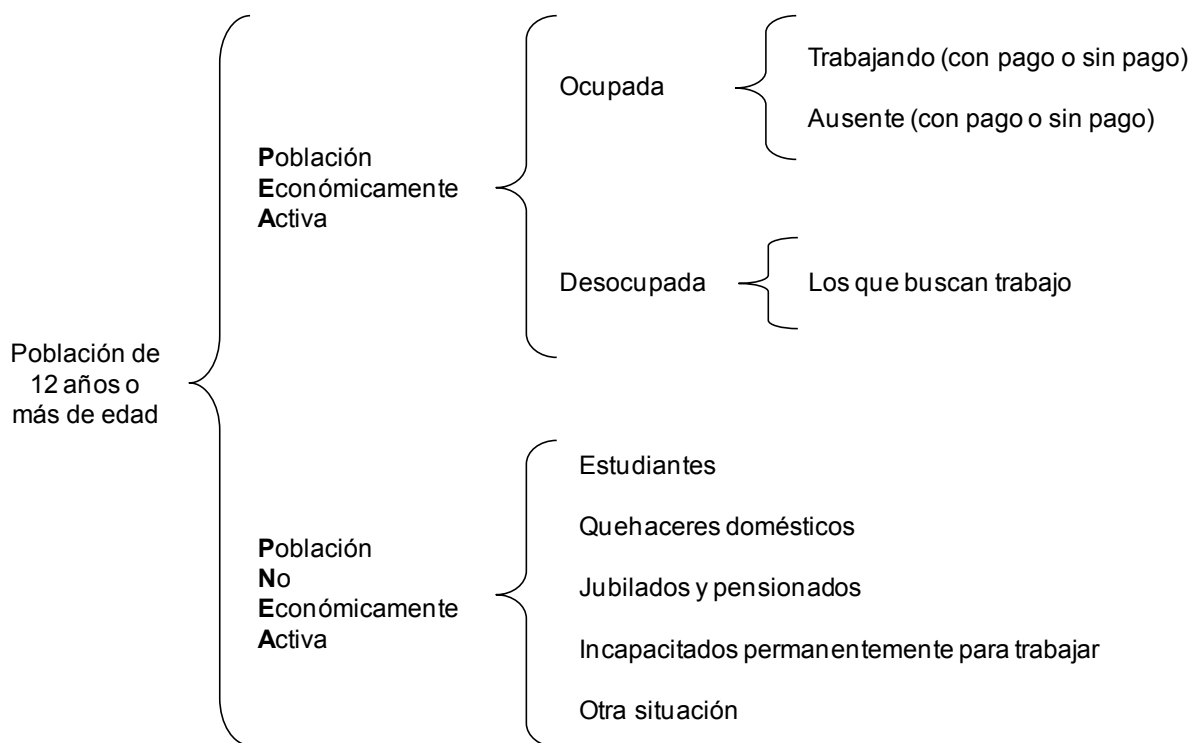 Población de
12 años o
más de edad
Población
Económicamente
Activa
Ocupada
Trabajando (con pago o sin pago)
Ausente (con pago o sin pago)
Desocupada
Los que buscan trabajo
Población
No
Económicamente
Activa
Estudiantes
Quehaceres domésticos
Jubilados y pensionados
Incapacitados permanentemente para trabajar
Otra situación